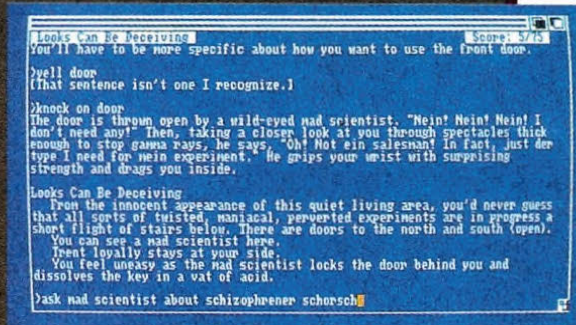 Looks Can Be Deceiving Score: 5/75
You'll have to be more specific about how you want to use the front door.
>yell door
[That sentence isn't one I recognize.]
>knock on door
The door is thrown open by a wild-eyed mad scientist. "Nein! Nein! Nein! I
don't need any!" Then, taking a closer look at you through spectacles thick
enough to stop gamma rays, he says, "Oh! Not ein salesman! In fact, just der
type I need for mein experiment." He grips your wrist with surprising
strength and drags you inside.
Looks Can Be Deceiving
From the innocent appearance of this quiet living area, you'd never guess
that all sorts of twisted, maniacal, perverted experiments are in progress a
short flight of stairs below. There are doors to the north and south (open).
You can see a mad scientist here.
Trent loyally stays at your side.
You feel uneasy as the mad scientist locks the door behind you and
dissolves the key in a vat of acid.
>ask mad scientist about schizophrener schorsch